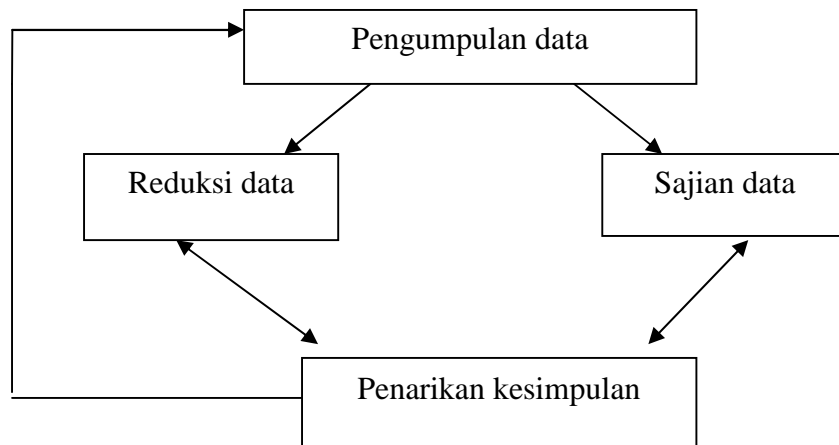 Pengumpulan data
Reduksi data
Sajian data
Penarikan kesimpulan